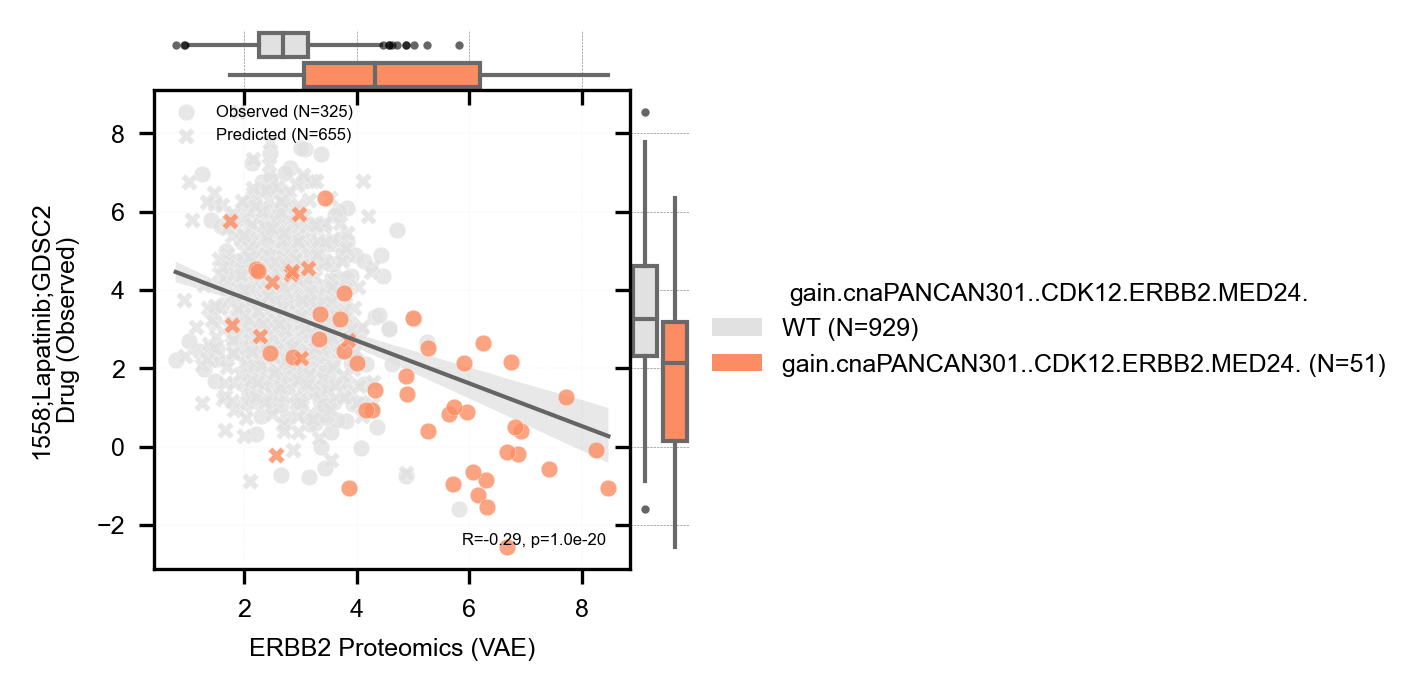 Observed (N=325)
Predicted (N=655)
8
6
4
2
0
−2
1558;Lapatinib;GDSC2
Drug (Observed)
R=-0.29, p=1.0e-20
2
4
6
8
ERBB2 Proteomics (VAE)
gain.cnaPANCAN301..CDK12.ERBB2.MED24.
WT (N=929)
gain.cnaPANCAN301..CDK12.ERBB2.MED24. (N=51)